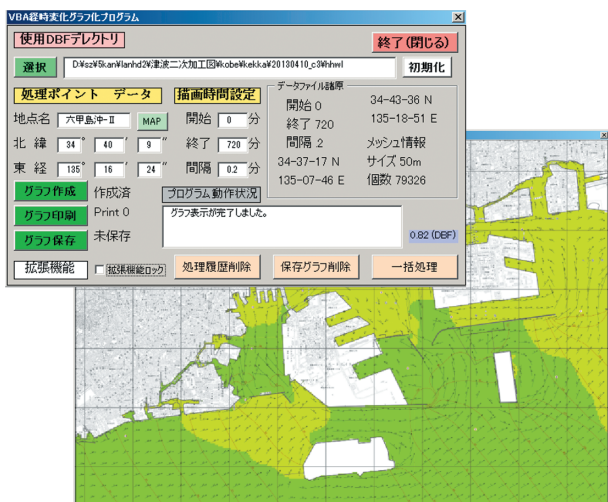 VBA経時変化グラフ化プログラム
使用DBFデレクトリ
終了(閉じる)
選択 D:¥sz¥5kan¥lanhd2¥津波二次加工図¥kobe¥kekka¥20130410_c3¥hhwl 初期化
処理ポイント データ
描画時間設定
データファイル諸原
地点名 六甲島沖-Ⅱ MAP
北 緯 34° 40′ 9″
東 経 135° 16′ 24″
開始 0 分
終了 720 分
間隔 0.2 分
開始 0
終了 720
間隔 .2
34-37-17 N
135-07-46 E
34-43-36 N
135-18-51 E
メッシュ情報
サイズ 50m
個数 79326
グラフ作成 作成済
グラフ印刷 Print 0
グラフ保存 未保存
プログラム動作状況
グラフ表示が完了しました。
0.82 (DBF)
拡張機能 拡張機能ロック 処理履歴削除 保存グラフ削除 一括処理